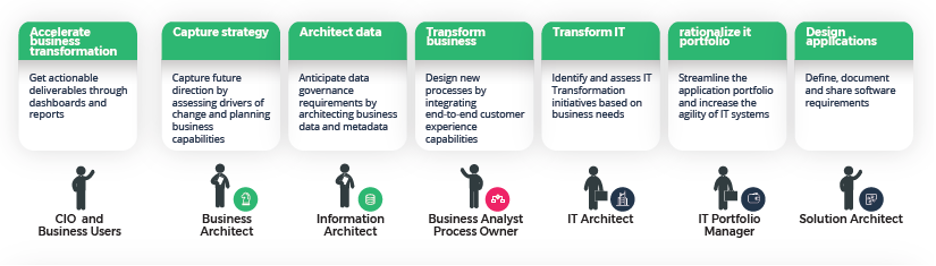 Accelerate
business
transformation
Get actionable
deliverables through
dashboards and
reports
CIO and
Business Users
Capture strategy
Capture future
direction by
assessing drivers of
change and planning
business
capabilities
Business
Architect
Architect data
Anticipate data
governance
requirements by
architecting business
data and metadata
Information
Architect
Transform
business
Design new
processes by
integrating
end-to-end customer
experience
capabilities
Business Analyst
Process Owner
Transform IT
Identify and assess IT
Transformation
initiatives based on
business needs
IT Architect
rationalize it
portfolio
Streamline the
application portfolio
and increase the
agility of IT systems
IT Portfolio
Manager
Design
applications
Define, document
and share software
requirements
Solution Architect